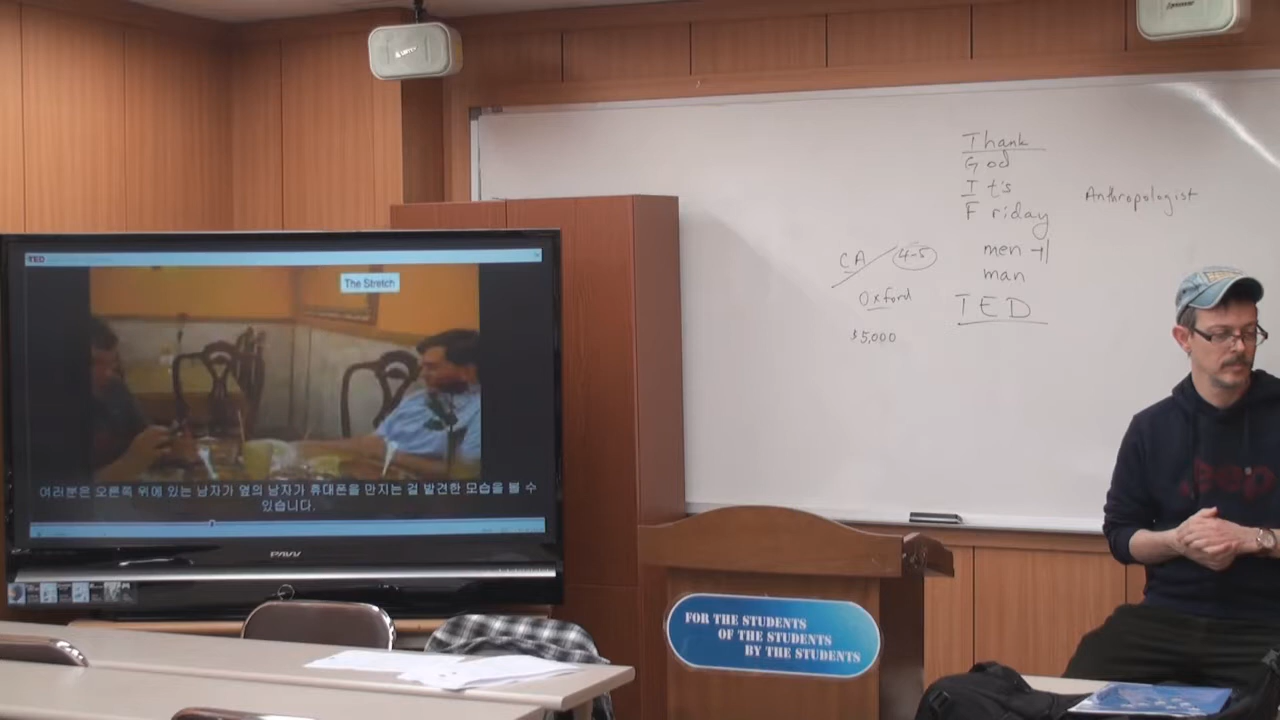 TED
The Stretch
여러분은 오른쪽 위에 있는 남자가 옆의 남자가 휴대폰을 만지는 걸 발견한 모습을 볼 수
있습니다.
PAVV
Thank
God
It's
Friday
Anthropologist
men
man
CA 4-5
Oxford
TED
$5,000
Jeep
FOR THE STUDENTS
OF THE STUDENTS
BY THE STUDENTS